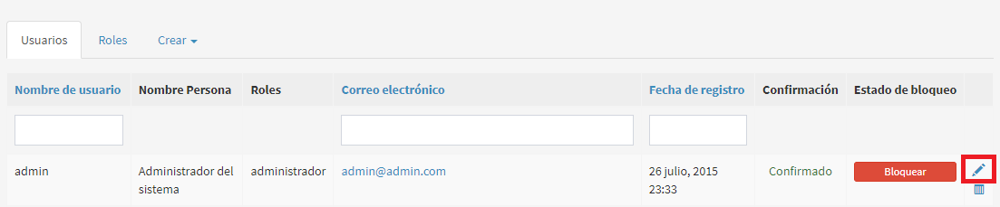 Usuarios Roles Crear
Nombre de usuario Nombre Persona Roles Correo electrónico Fecha de registro Confirmación Estado de bloqueo
admin Administrador del administrador admin@admin.com 26 julio, 2015 Confirmado Bloquear
sistema 23:33